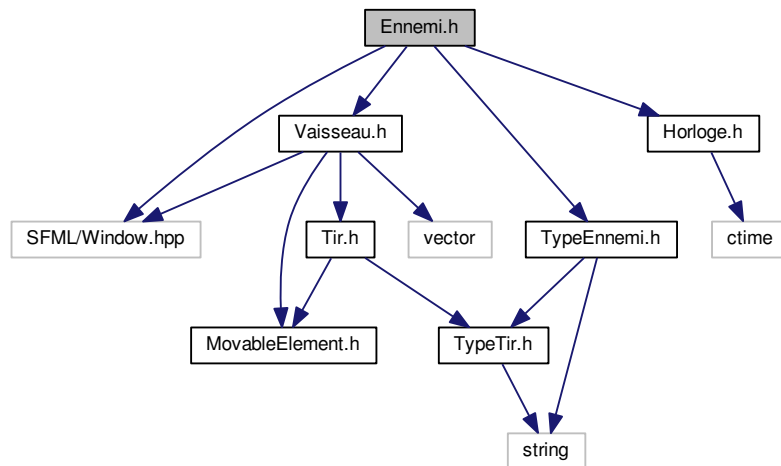 Ennemi.h
Vaisseau.h
Horloge.h
SFML/Window.hpp
Tir.h
vector
TypeEnnemi.h
ctime
MovableElement.h
TypeTir.h
string